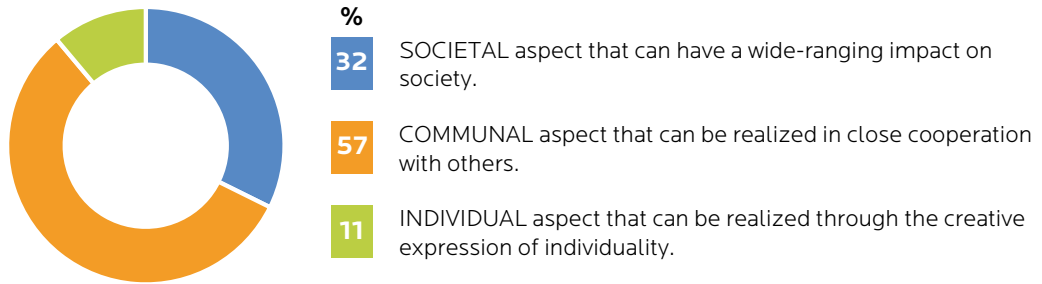 %
32 SOCIETAL aspect that can have a wide-ranging impact on
society.
57 COMMUNAL aspect that can be realized in close cooperation
with others.
11 INDIVIDUAL aspect that can be realized through the creative
expression of individuality.